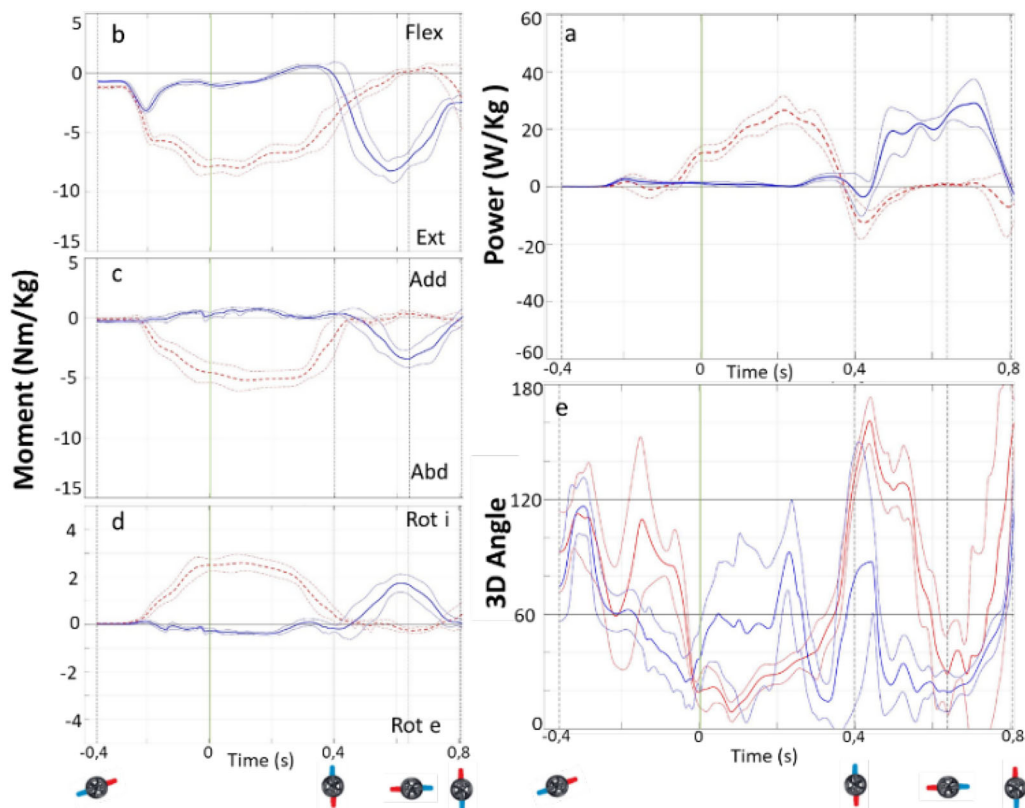 Moment (Nm/Kg)
5
0
-5
-10
-15
b
Flex
Ext
5
0
-5
-10
-15
c
Add
Abd
4
2
0
-2
-4
d
Rot i
Rot e
-0,4
0
0,4
0,8
Time (s)
Power (W/Kg)
60
40
20
0
-20
-40
-60
a
-0,4
0
0,4
0,8
Time (s)
3D Angle
180
120
60
0
e
-0,4
0
0,4
0,8
Time (s)